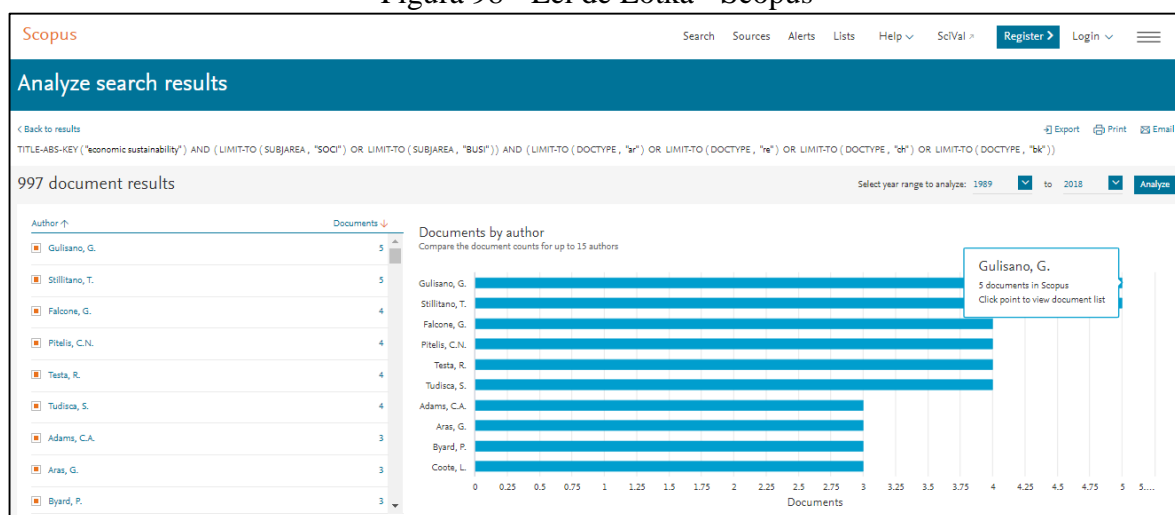 Figura 98 - Lei de Lotka - Scopus
Scopus
Search Sources Alerts Lists Help SciVal Register Login
Analyze search results
Back to results
Export Print Email
TITLE-ABS-KEY ( "economic sustainability" ) AND ( LIMIT-TO ( SUBJAREA , "SOCI" ) OR LIMIT-TO ( SUBJAREA , "BUSI" ) ) AND ( LIMIT-TO ( DOCTYPE , "ar" ) OR LIMIT-TO ( DOCTYPE , "re" ) OR LIMIT-TO ( DOCTYPE , "ch" ) OR LIMIT-TO ( DOCTYPE , "bk" ) )
997 document results
Select year range to analyze: 1989 to 2018 Analyze
Author Documents
Gulisano, G. 5
Stillitano, T. 5
Falcone, G. 4
Pitelis, C.N. 4
Testa, R. 4
Tudisca, S. 4
Adams, C.A. 3
Aras, G. 3
Byard, P. 3
Documents by author
Compare the document counts for up to 15 authors
Gulisano, G.
5 documents in Scopus
Click point to view document list
Gulisano, G.
Stillitano, T.
Falcone, G.
Pitelis, C.N.
Testa, R.
Tudisca, S.
Adams, C.A.
Aras, G.
Byard, P.
Coote, L.
0 0.25 0.5 0.75 1 1.25 1.5 1.75 2 2.25 2.5 2.75 3 3.25 3.5 3.75 4 4.25 4.5 4.75 5 5....
Documents